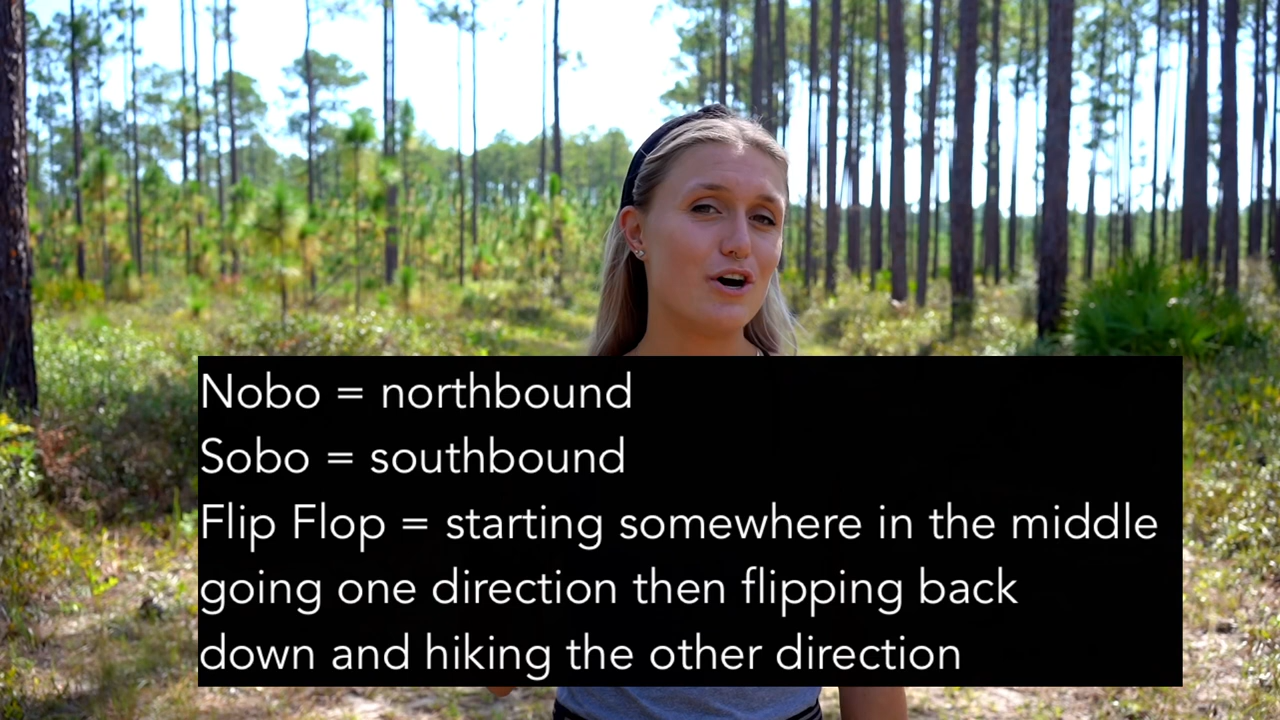 Nobo = northbound
Sobo = southbound
Flip Flop = starting somewhere in the middle
going one direction then flipping back
down and hiking the other direction